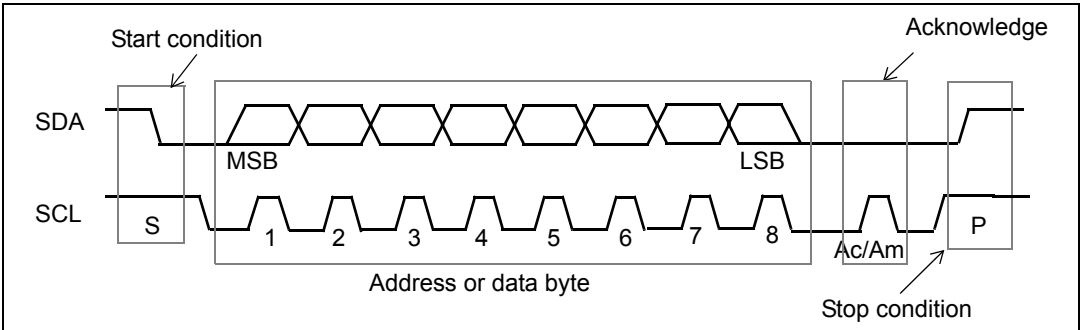 Start condition
Acknowledge
SDA
MSB
LSB
SCL
S
1 2 3 4 5 6 7 8
Ac/Am
P
Address or data byte
Stop condition